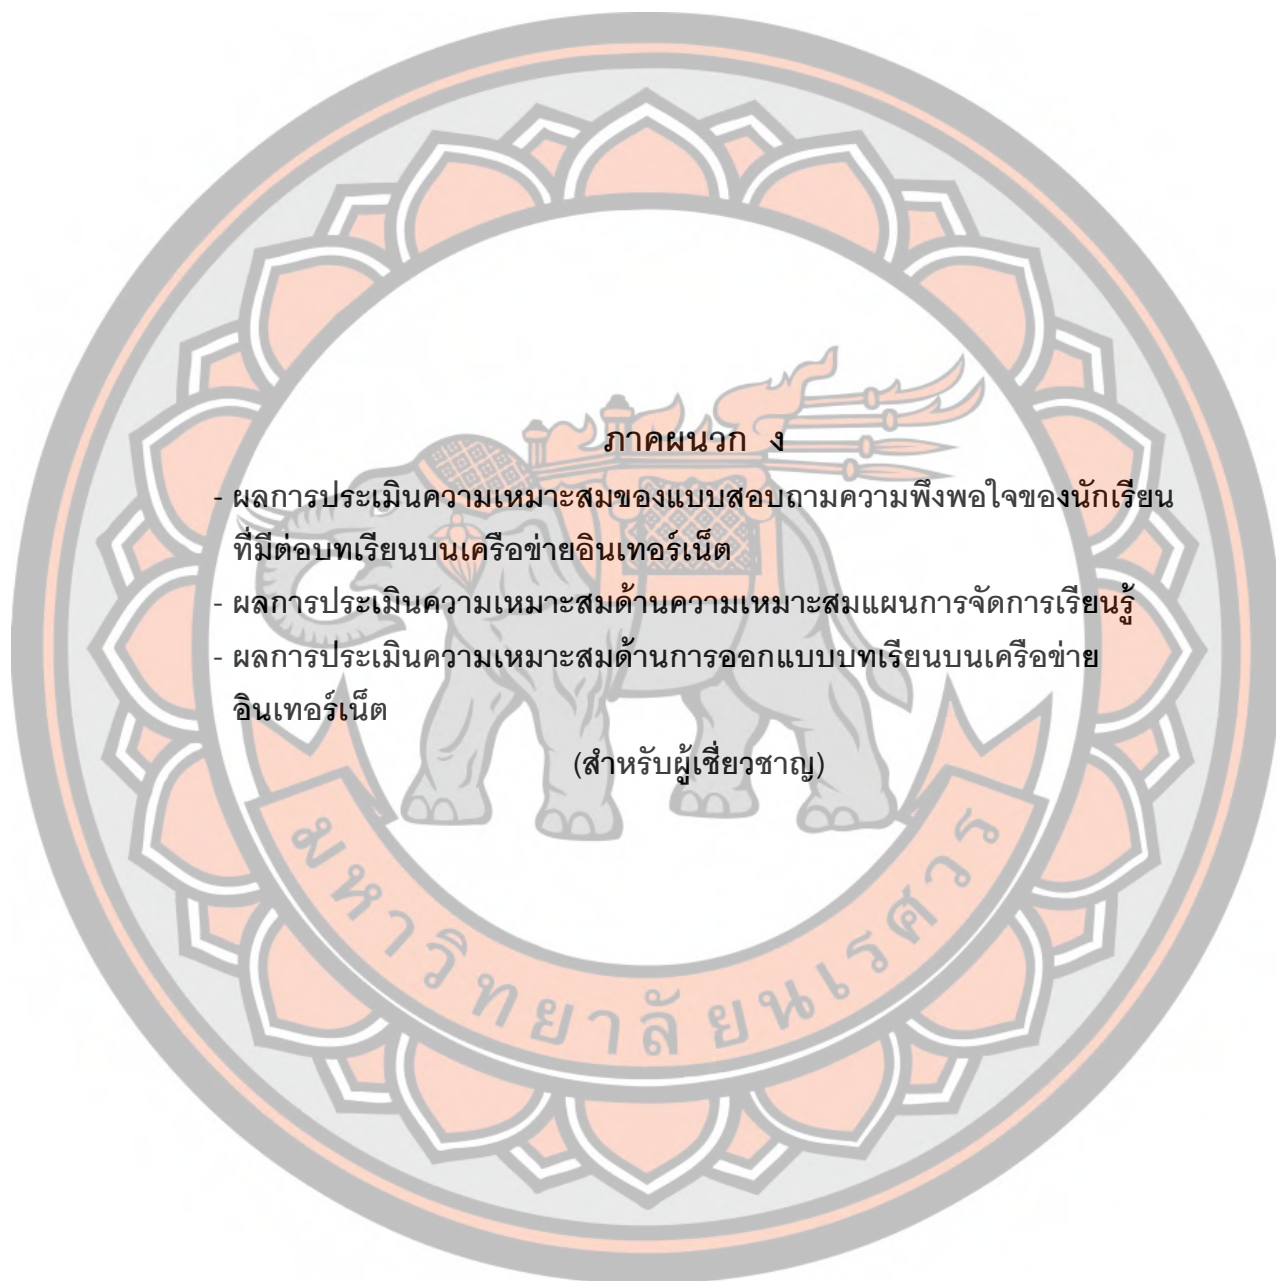 ภาคผนวก ง
- ผลการประเมินความเหมาะสมของแบบสอบถามความพึงพอใจของนักเรียน
ที่มีต่อบทเรียนบนเครือข่ายอินเทอร์เน็ต
- ผลการประเมินความเหมาะสมด้านความเหมาะสมแผนการจัดการเรียนรู้
- ผลการประเมินความเหมาะสมด้านการออกแบบบทเรียนบนเครือข่าย
อินเทอร์เน็ต
(สำหรับผู้เชี่ยวชาญ)
มหาวิทยาลัยนเรศวร